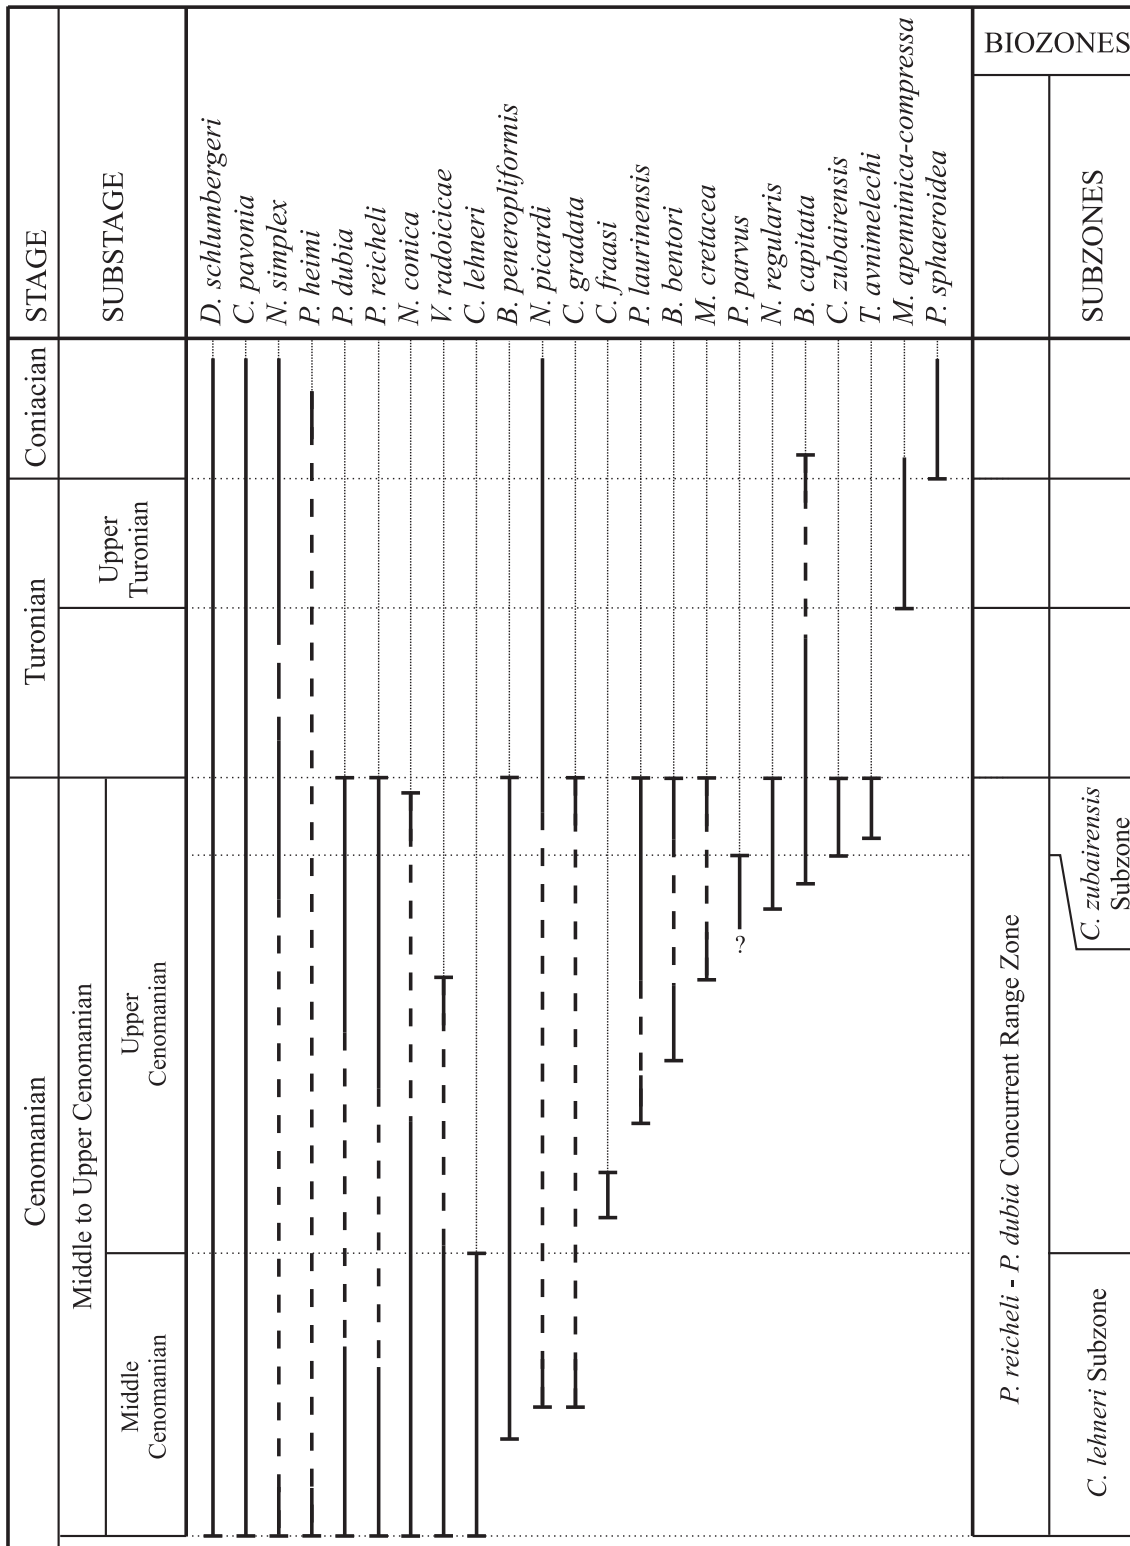 STAGE
SUBSTAGE
D. schlumbergeri
C. pavonia
N. simplex
P. heimi
P. dubia
P. reicheli
N. conica
V. radoicicae
C. lehneri
B. peneropliformis
N. picardi
C. gradata
C. fraasi
P. laurinensis
B. bentori
M. cretacea
P. parvus
N. regularis
B. capitata
C. zubairensis
T. avnimelechi
M. apenninica-compressa
P. sphaeroidea
BIOZONES
SUBZONES
Coniacian
Turonian
Upper
Turonian
Cenomanian
Middle to Upper Cenomanian
Upper
Cenomanian
Middle
Cenomanian
?
P. reicheli - P. dubia Concurrent Range Zone
C. zubairensis
Subzone
C. lehneri Subzone